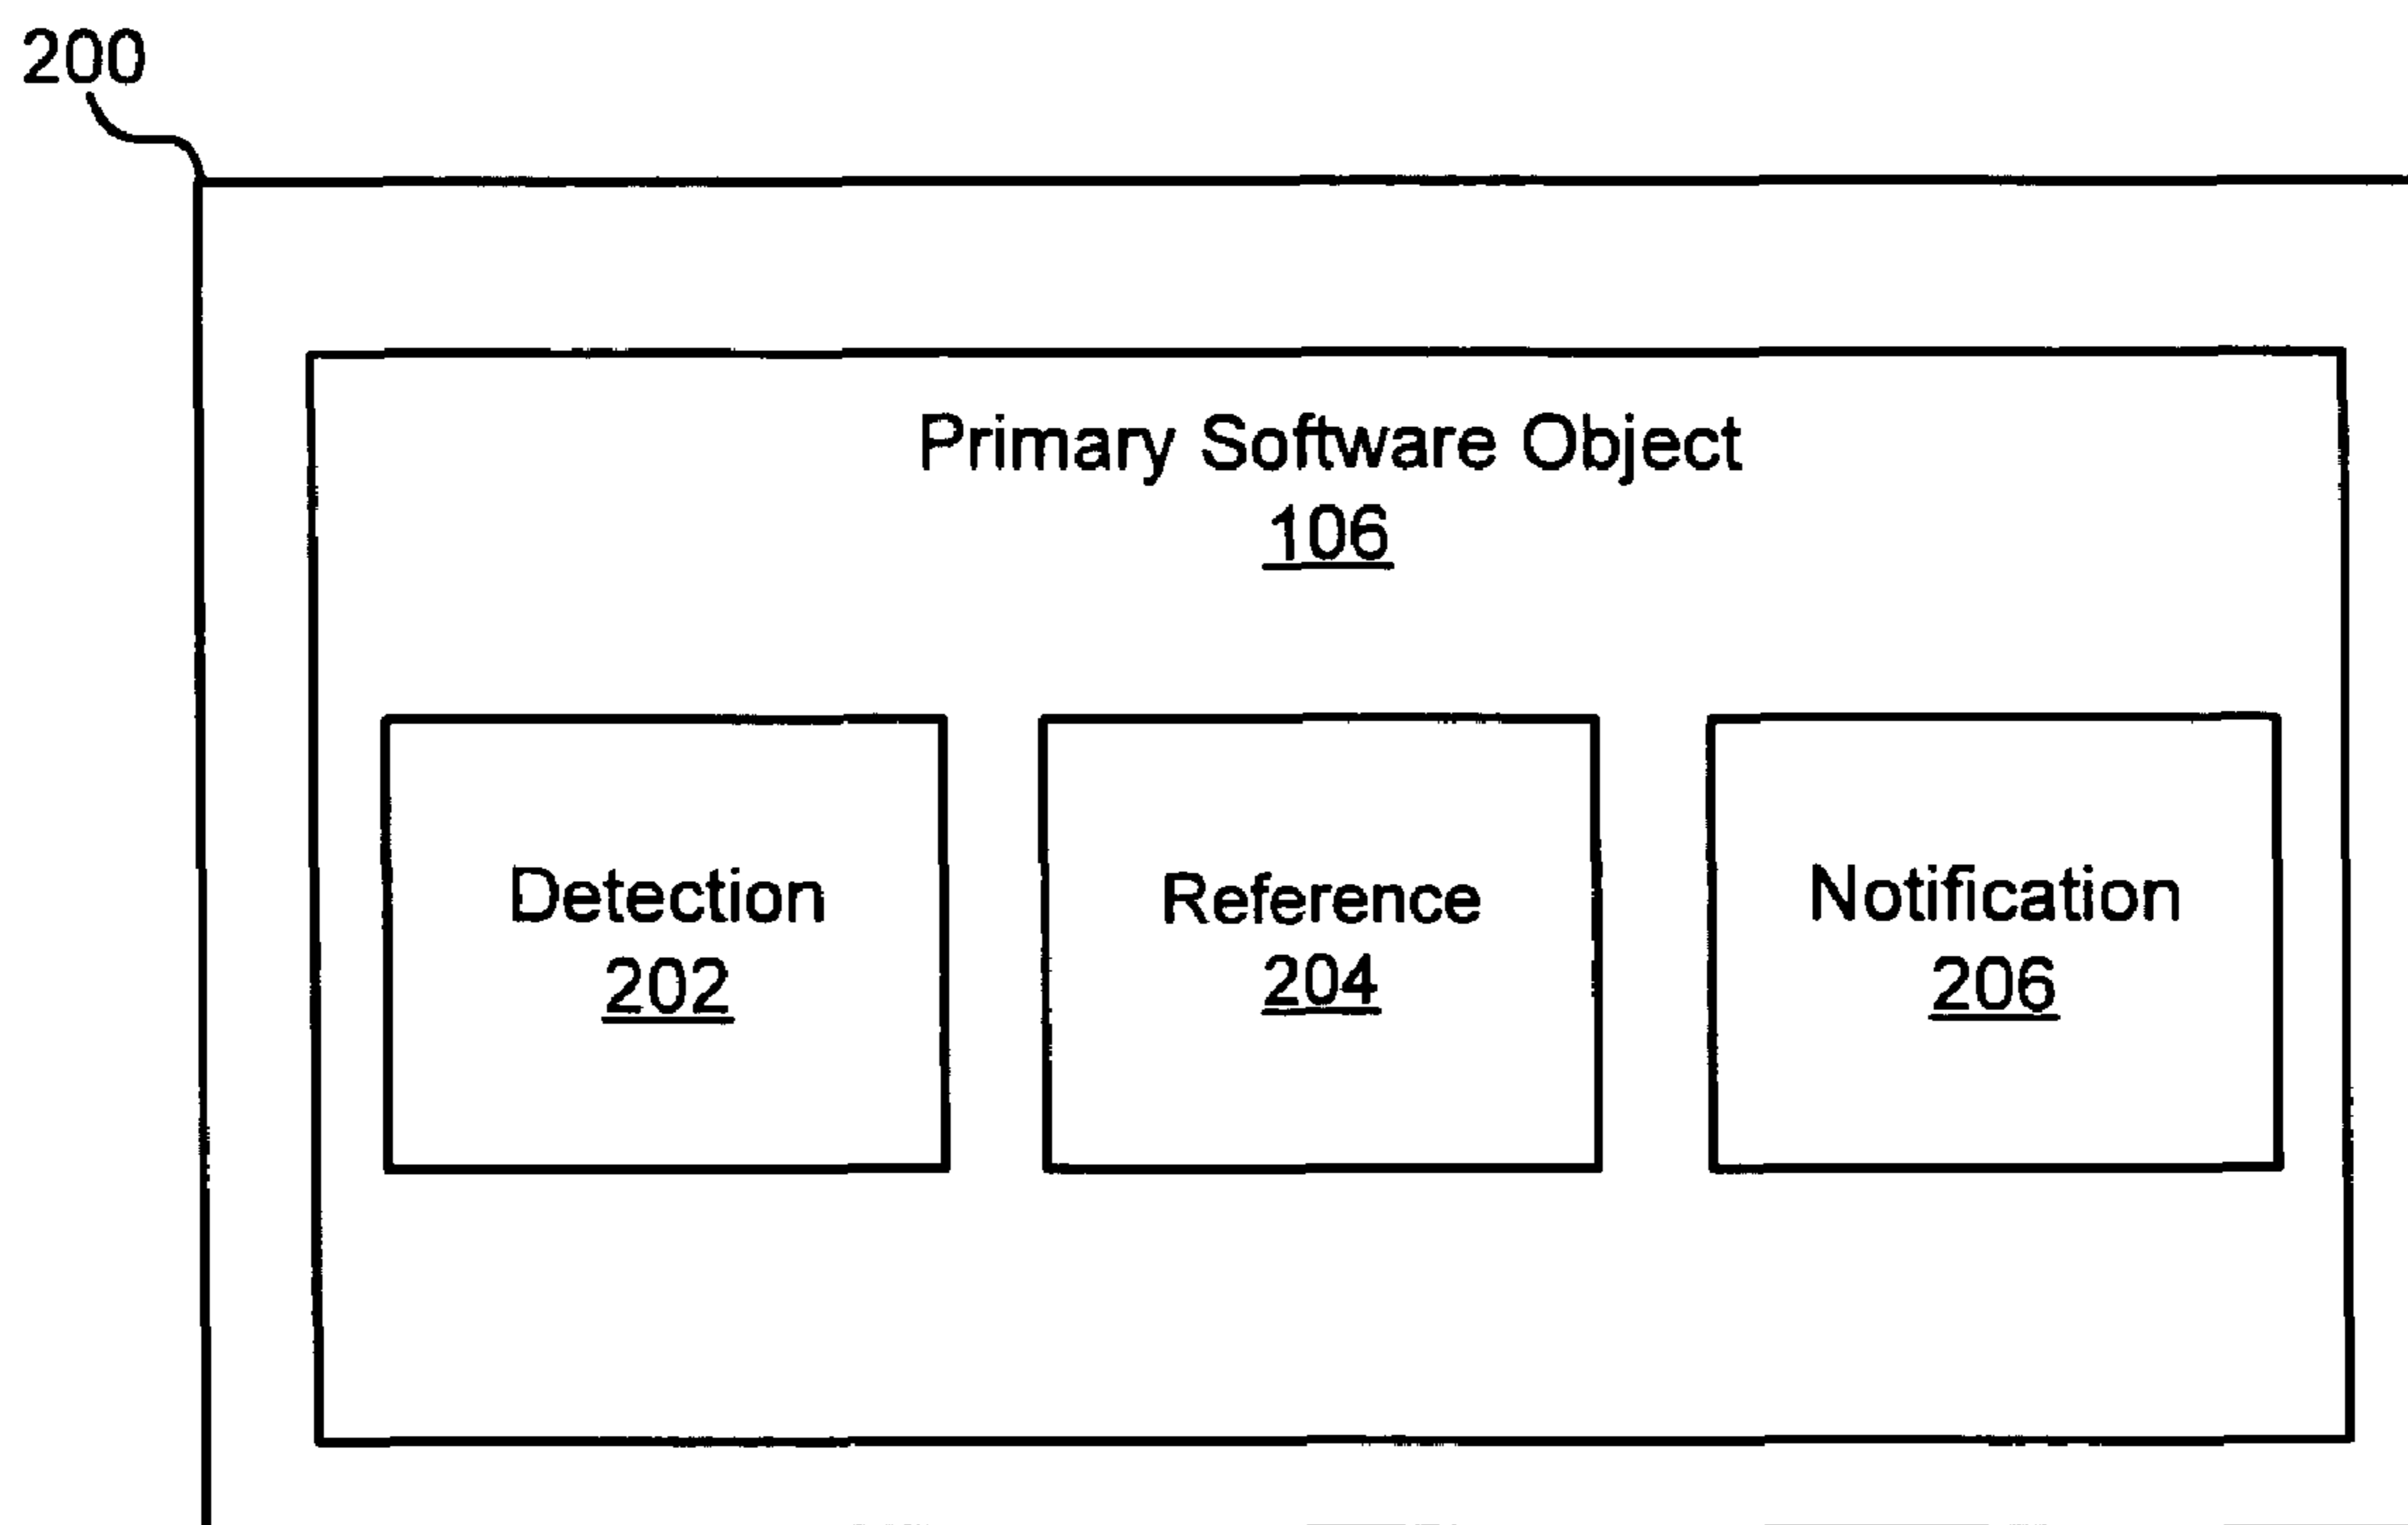 200
Primary Software Object
106
Detection
202
Reference
204
Notification
206